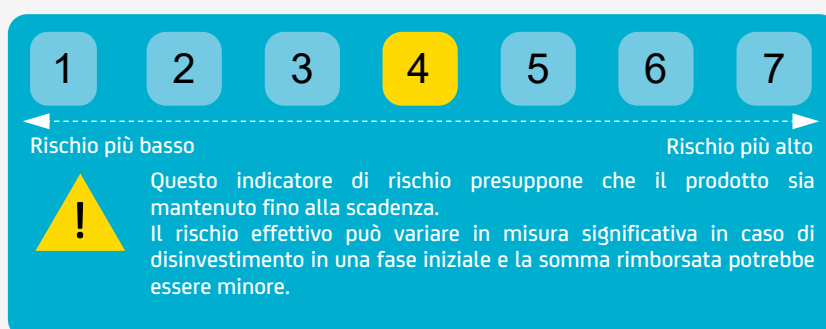 1 2 3 4 5 6 7
Rischio più basso Rischio più alto
!
Questo indicatore di rischio presuppone che il prodotto sia
mantenuto fino alla scadenza.
Il rischio effettivo può variare in misura significativa in caso di
disinvestimento in una fase iniziale e la somma rimborsata potrebbe
essere minore.